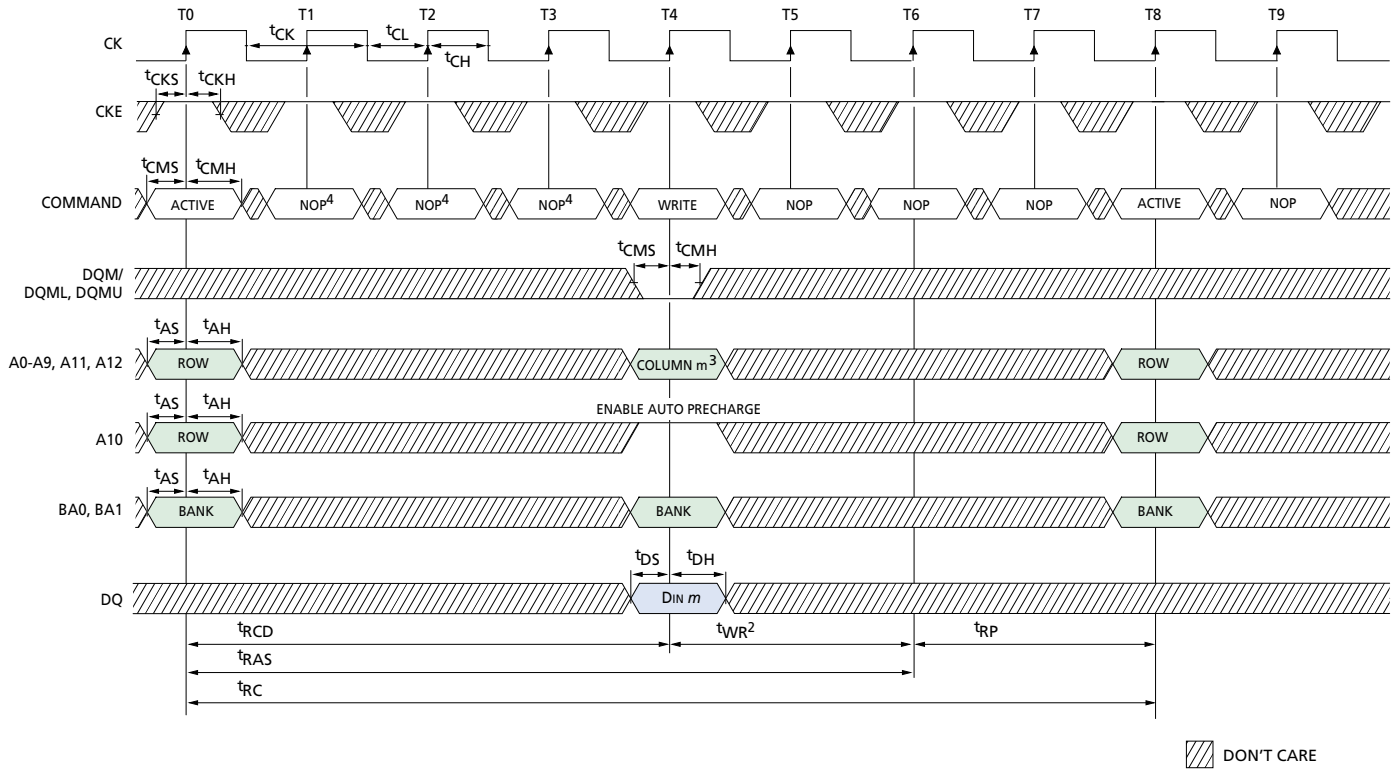 T0 T1 T2 T3 T4 T5 T6 T7 T8 T9
CK
tCK tCL
tCH
tCKS tCKH
CKE
tCMS tCMH
COMMAND ACTIVE NOP4 NOP4 NOP4 WRITE NOP NOP NOP ACTIVE NOP
tCMS tCMH
DQM/
DQML, DQMU
tAS tAH
A0-A9, A11, A12 ROW COLUMN m3 ROW
tAS tAH
ENABLE AUTO PRECHARGE
A10 ROW ROW
tAS tAH
BA0, BA1 BANK BANK BANK
tDS tDH
DQ DIN m
tRCD tWR2 tRP
tRAS
tRC
DON'T CARE